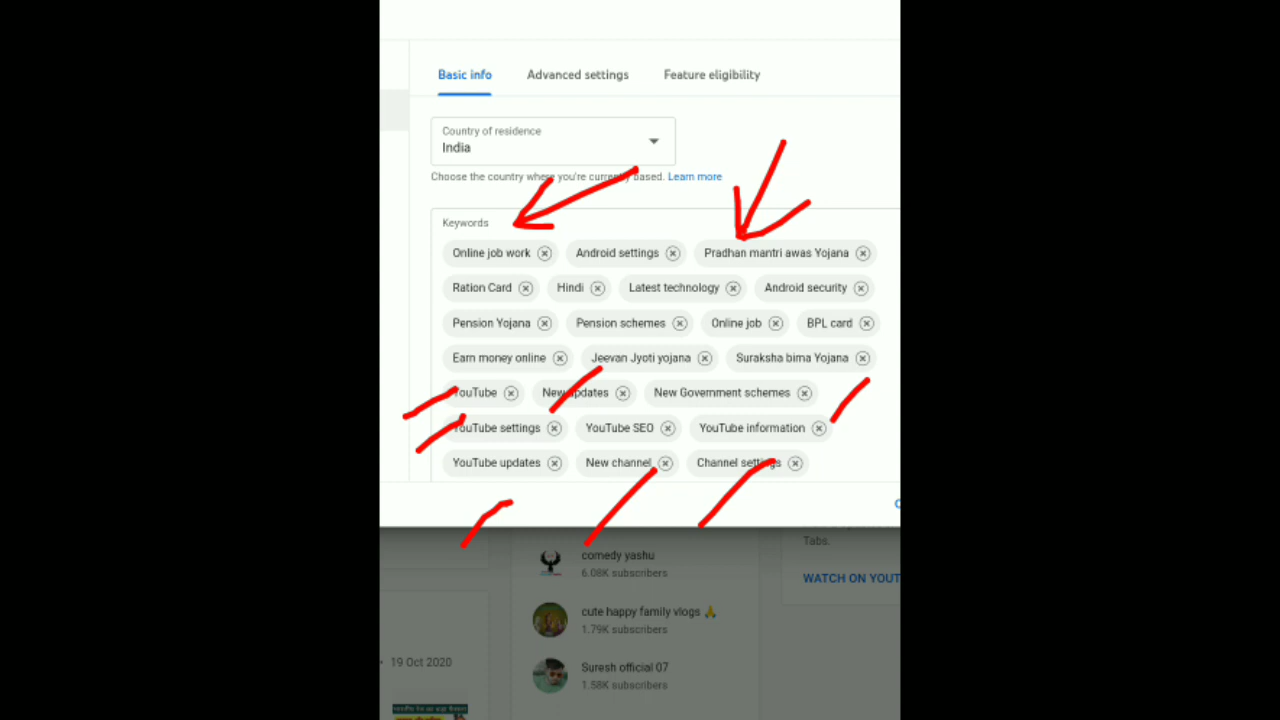 Basic info Advanced settings Feature eligibility
Country of residence
India
Choose the country where you're currently based. Learn more
Keywords
Online job work Android settings Pradhan mantri awas Yojana
Ration Card Hindi Latest technology Android security
Pension Yojana Pension schemes Online job BPL card
Earn money online Jeevan Jyoti yojana Suraksha bima Yojana
YouTube New updates New Government schemes
YouTube settings YouTube SEO YouTube information
YouTube updates New channel Channel settings
Tabs.
comedy yashu
6.08K subscribers
WATCH ON YOUT
cute happy family vlogs 🙏
1.79K subscribers
19 Oct 2020
Suresh official 07
1.58K subscribers